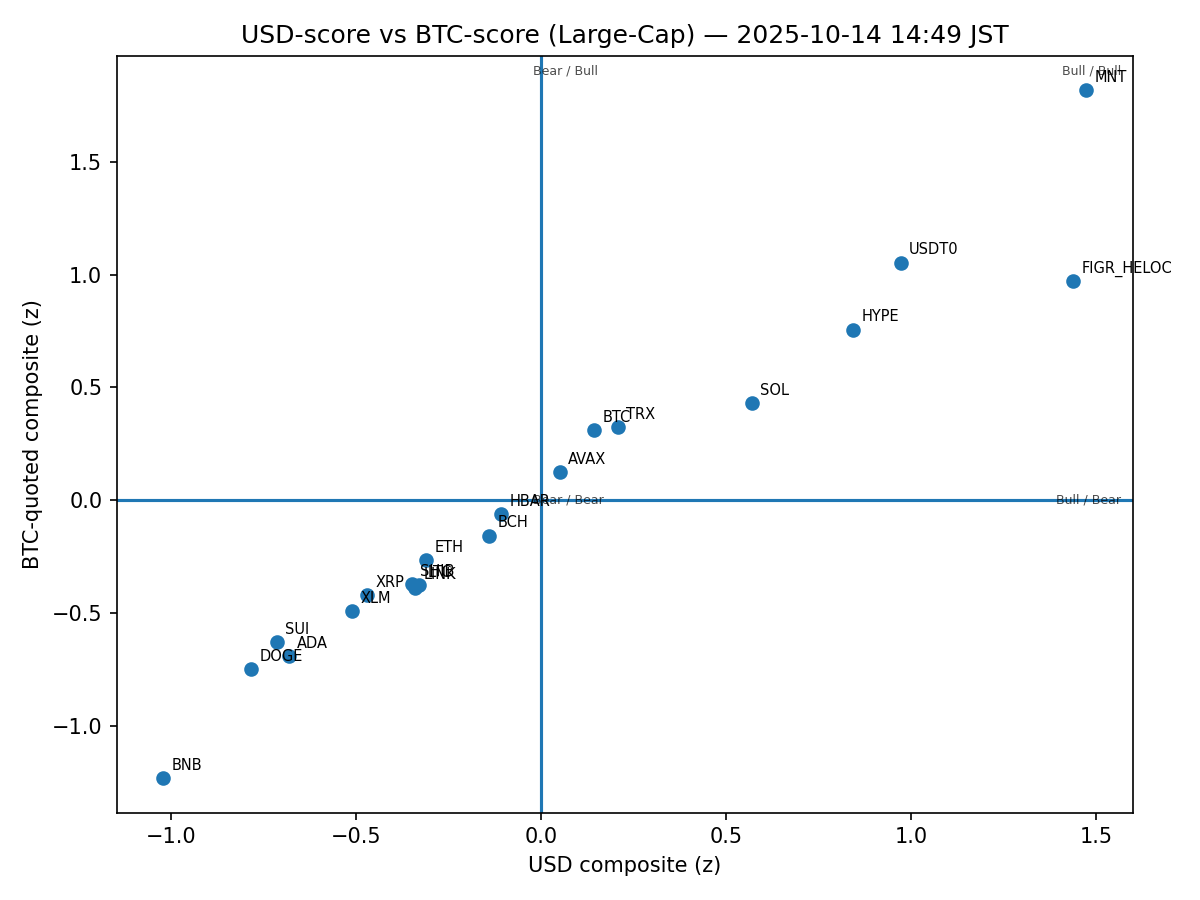 USD-score vs BTC-score (Large-Cap) — 2025-10-14 14:49 JST
Bear / Bull
Bull / Bull
MNT
1.5
USDT0
1.0
FIGR_HELOC
HYPE
BTC-quoted composite (z)
0.5
SOL
BTC
TRX
AVAX
0.0
HBAR
Bear / Bear
Bull / Bear
BCH
ETH
LINK
XRP
XLM
−0.5
SUI
ADA
DOGE
−1.0
BNB
−1.0
−0.5
0.0
0.5
1.0
1.5
USD composite (z)